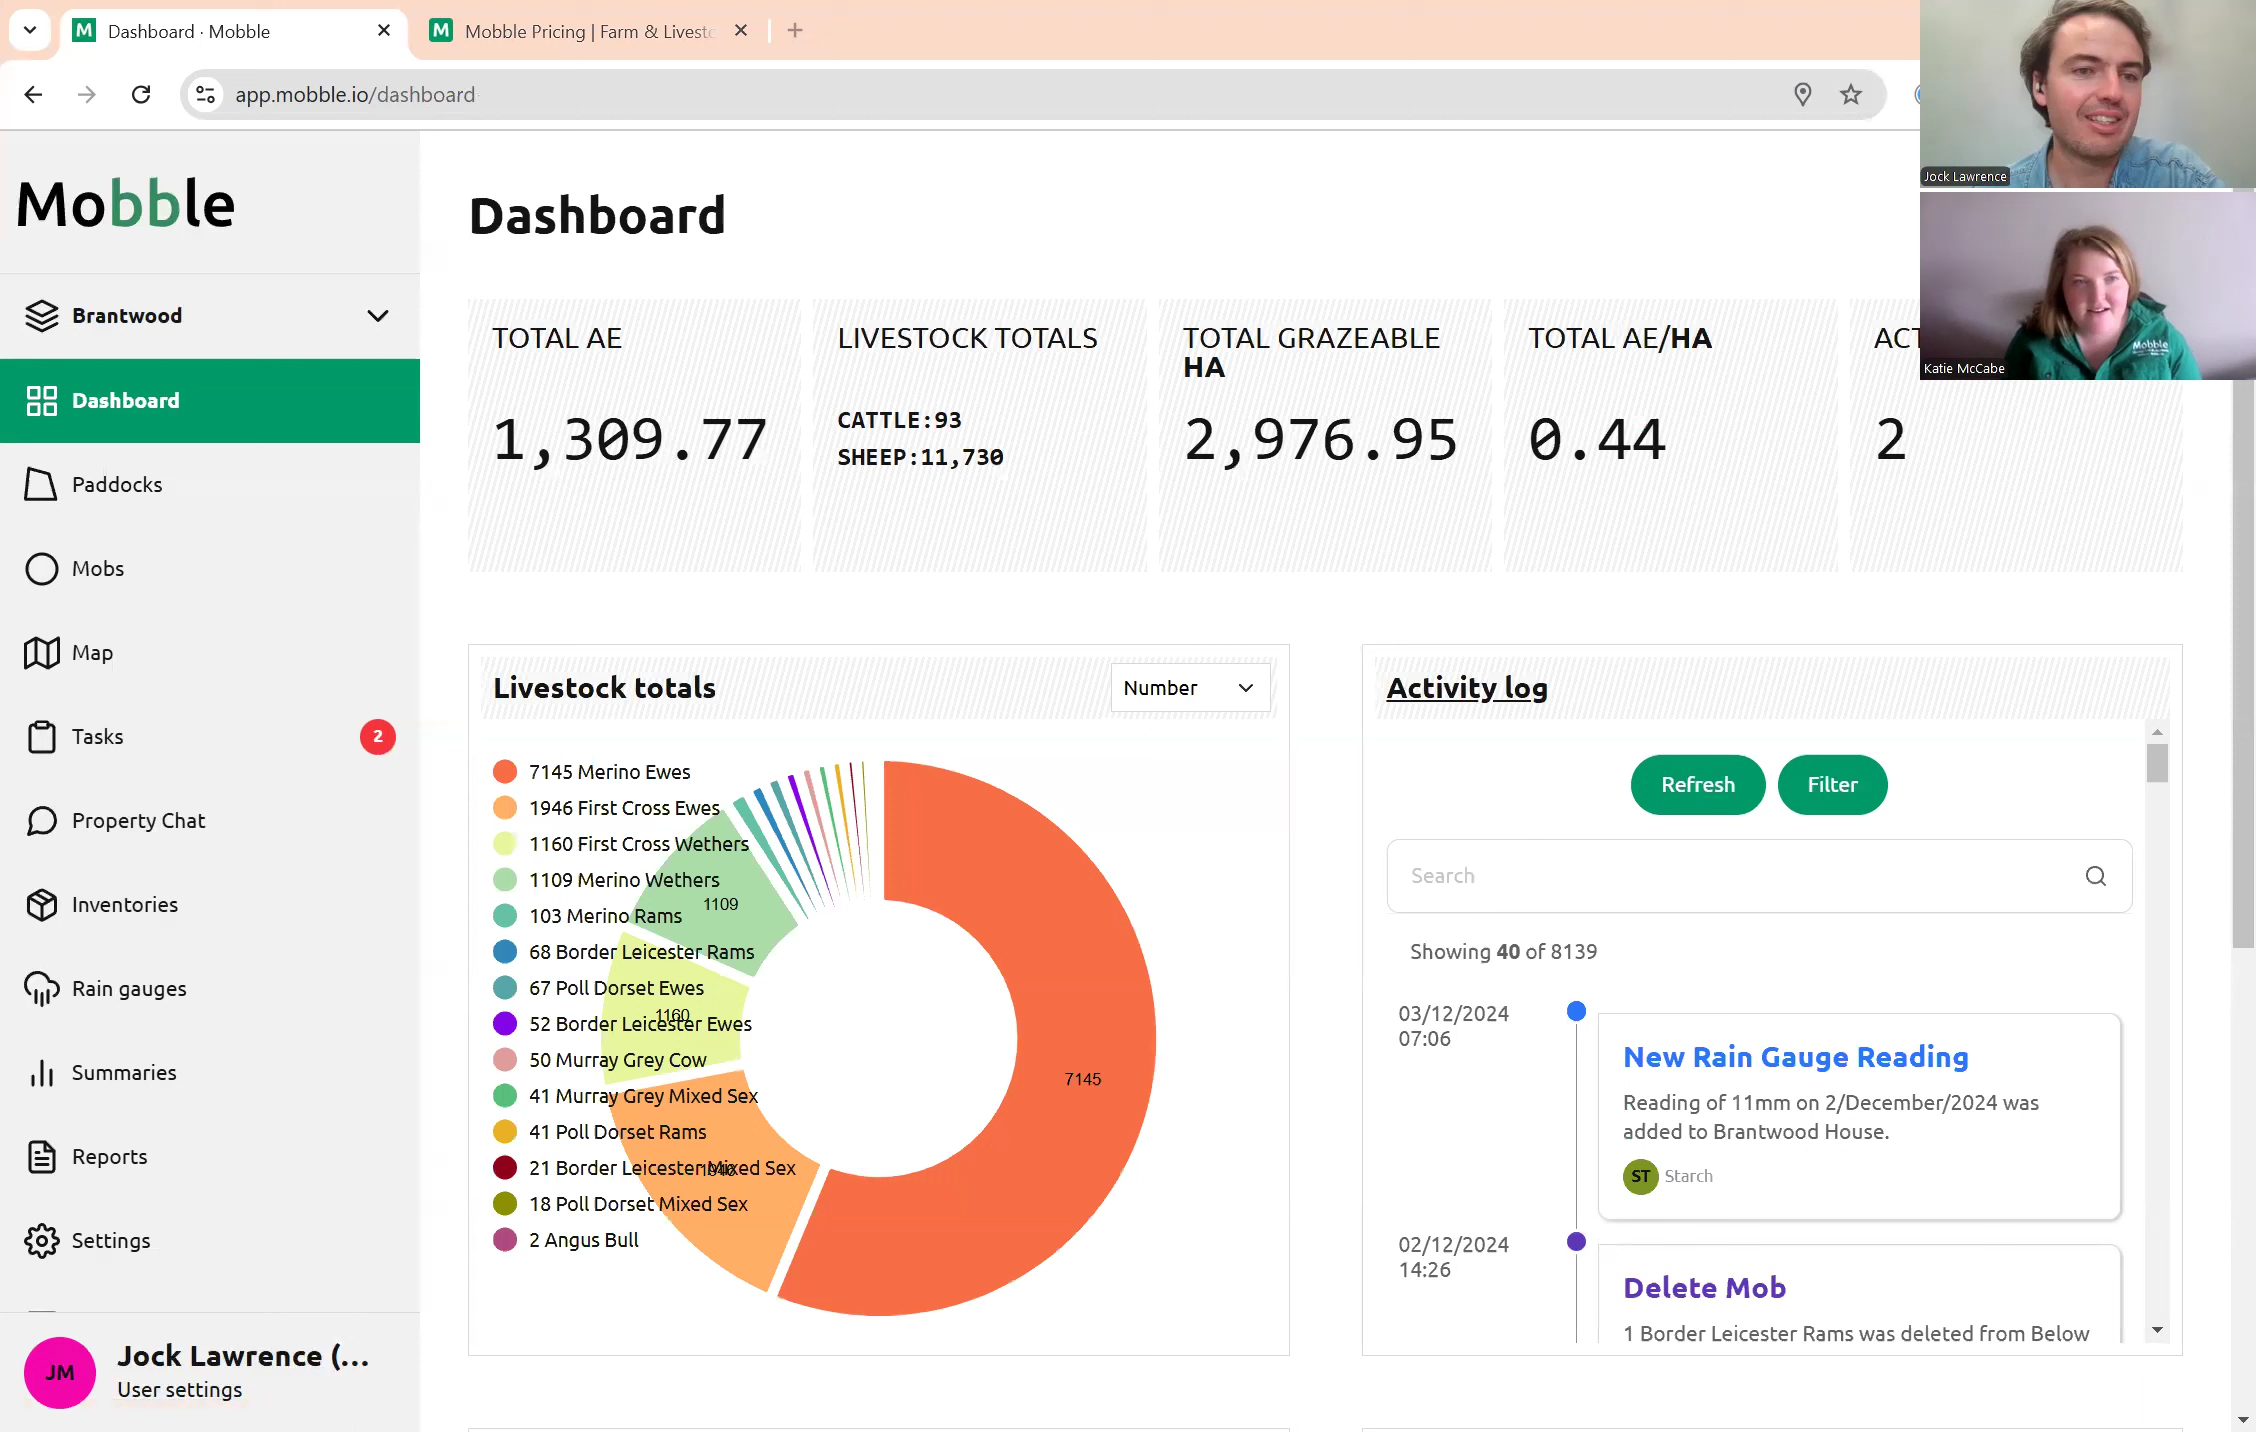 Dashboard · Mobble
Mobble Pricing | Farm & Livesto
app.mobble.io/dashboard
Jock Lawrence
Mobble
Katie McCabe
Mobble
Brantwood
Dashboard
Paddocks
Mobs
Map
Tasks
2
Property Chat
Inventories
Rain gauges
Summaries
Reports
Settings
JM
Jock Lawrence (...
User settings
Dashboard
TOTAL AE
1,309.77
LIVESTOCK TOTALS
CATTLE:93
SHEEP:11,730
TOTAL GRAZEABLE
HA
2,976.95
TOTAL AE/HA
0.44
ACT
2
Livestock totals
Number
7145 Merino Ewes
1946 First Cross Ewes
1160 First Cross Wethers
1109 Merino Wethers
103 Merino Rams
68 Border Leicester Rams
67 Poll Dorset Ewes
52 Border Leicester Ewes
50 Murray Grey Cow
41 Murray Grey Mixed Sex
41 Poll Dorset Rams
21 Border Leicester Mixed Sex
18 Poll Dorset Mixed Sex
2 Angus Bull
1109
1160
1946
7145
Activity log
Refresh
Filter
Search
Showing 40 of 8139
03/12/2024
07:06
New Rain Gauge Reading
Reading of 11mm on 2/December/2024 was
added to Brantwood House.
ST Starch
02/12/2024
14:26
Delete Mob
1 Border Leicester Rams was deleted from Below